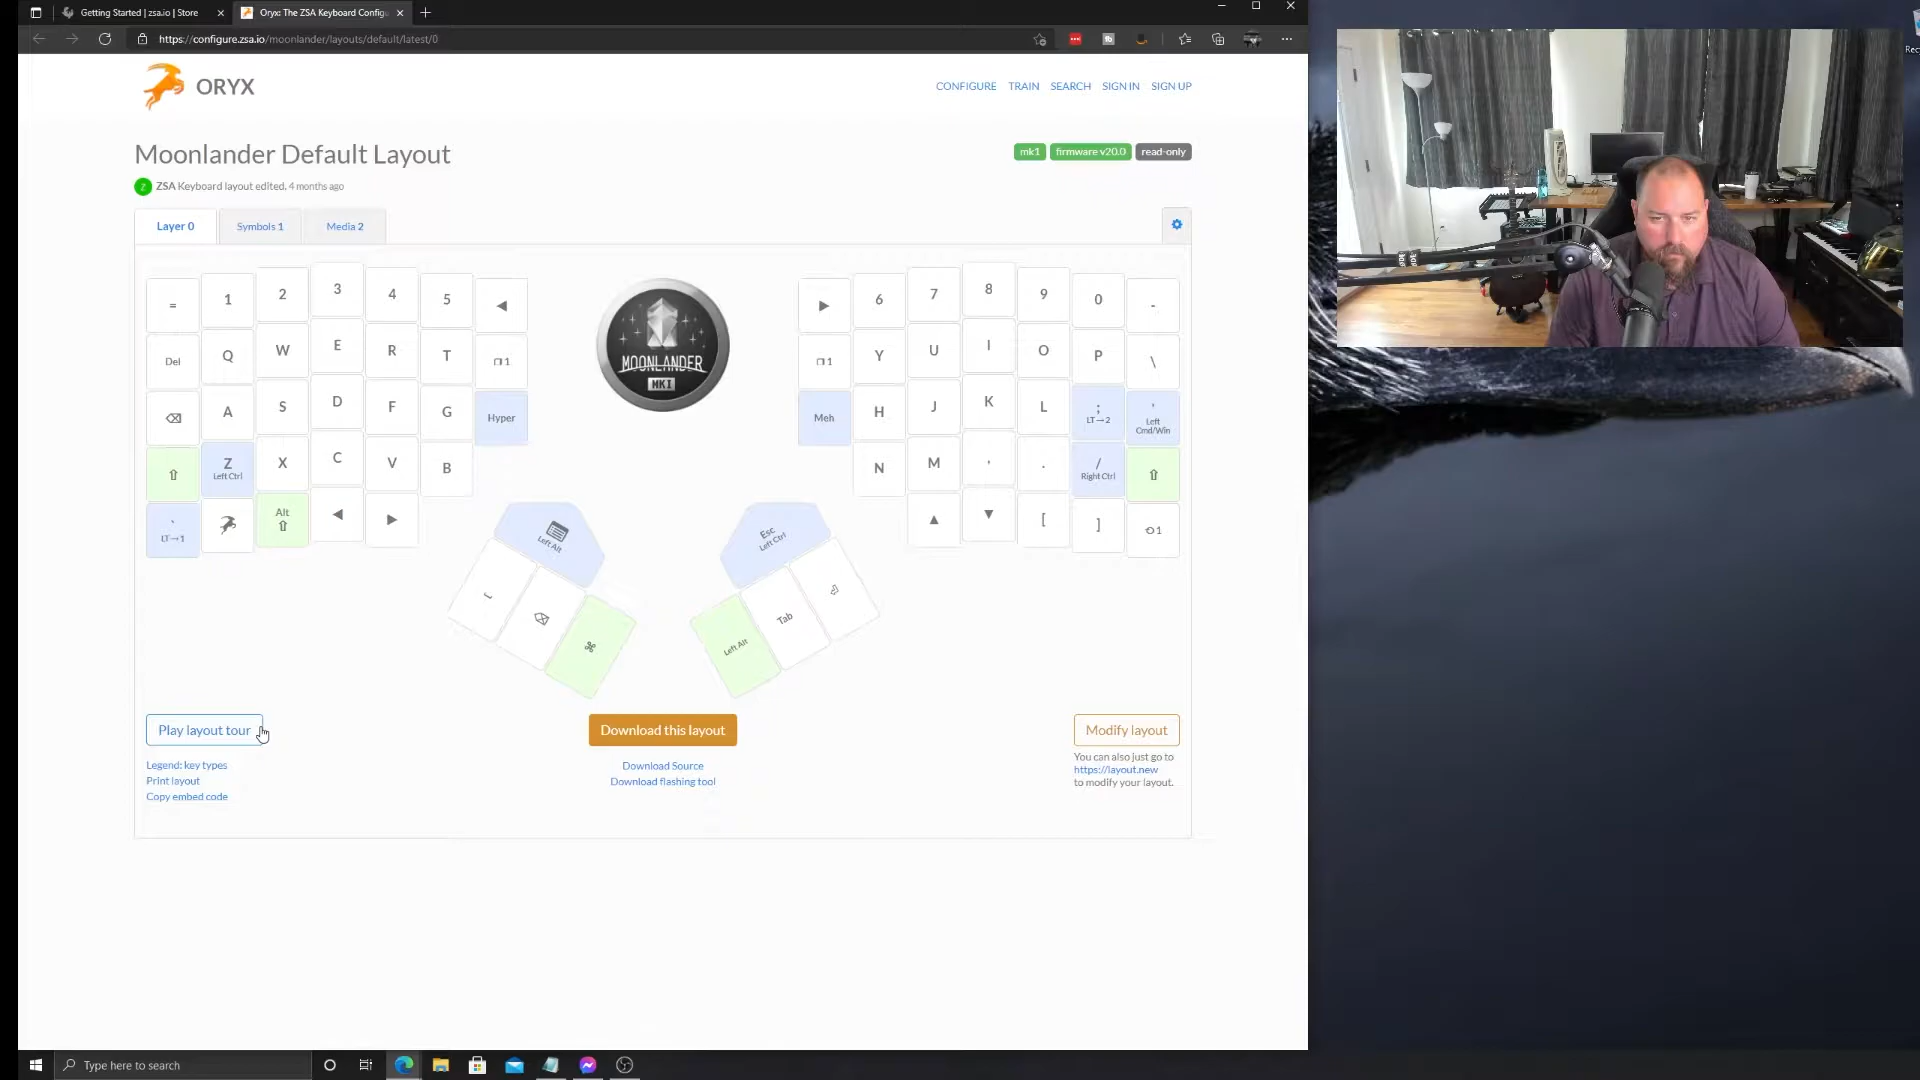 Getting Started | zsa.io | Store
Oryx: The ZSA Keyboard Config
https://configure.zsa.io/moonlander/layouts/default/latest/0
ORYX
CONFIGURE TRAIN SEARCH SIGN IN SIGN UP
Moonlander Default Layout
mk1 firmware v20.0 read-only
Z ZSA Keyboard layout edited, 4 months ago
Layer 0 Symbols 1 Media 2
= 1 2 3 4 5 ◀ ▶ 6 7 8 9 0 -
Del Q W E R T 1 1 Y U I O P \
A S D F G Hyper Meh H J K L ; LT→2 ' Left Cmd/Win
⇧ Z Left Ctrl X C V B N M , . / Right Ctrl ⇧
` LT→1 Alt ⇧ ◀ ▶ ▲ ▼ [ ] 1
MOONLANDER
MK1
Left Alt
Esc
Left Ctrl
⌘
Left Alt
Tab
Play layout tour
Download this layout
Modify layout
Legend: key types
Print layout
Copy embed code
Download Source
Download flashing tool
You can also just go to
https://layout.new
to modify your layout.
Type here to search
Rec